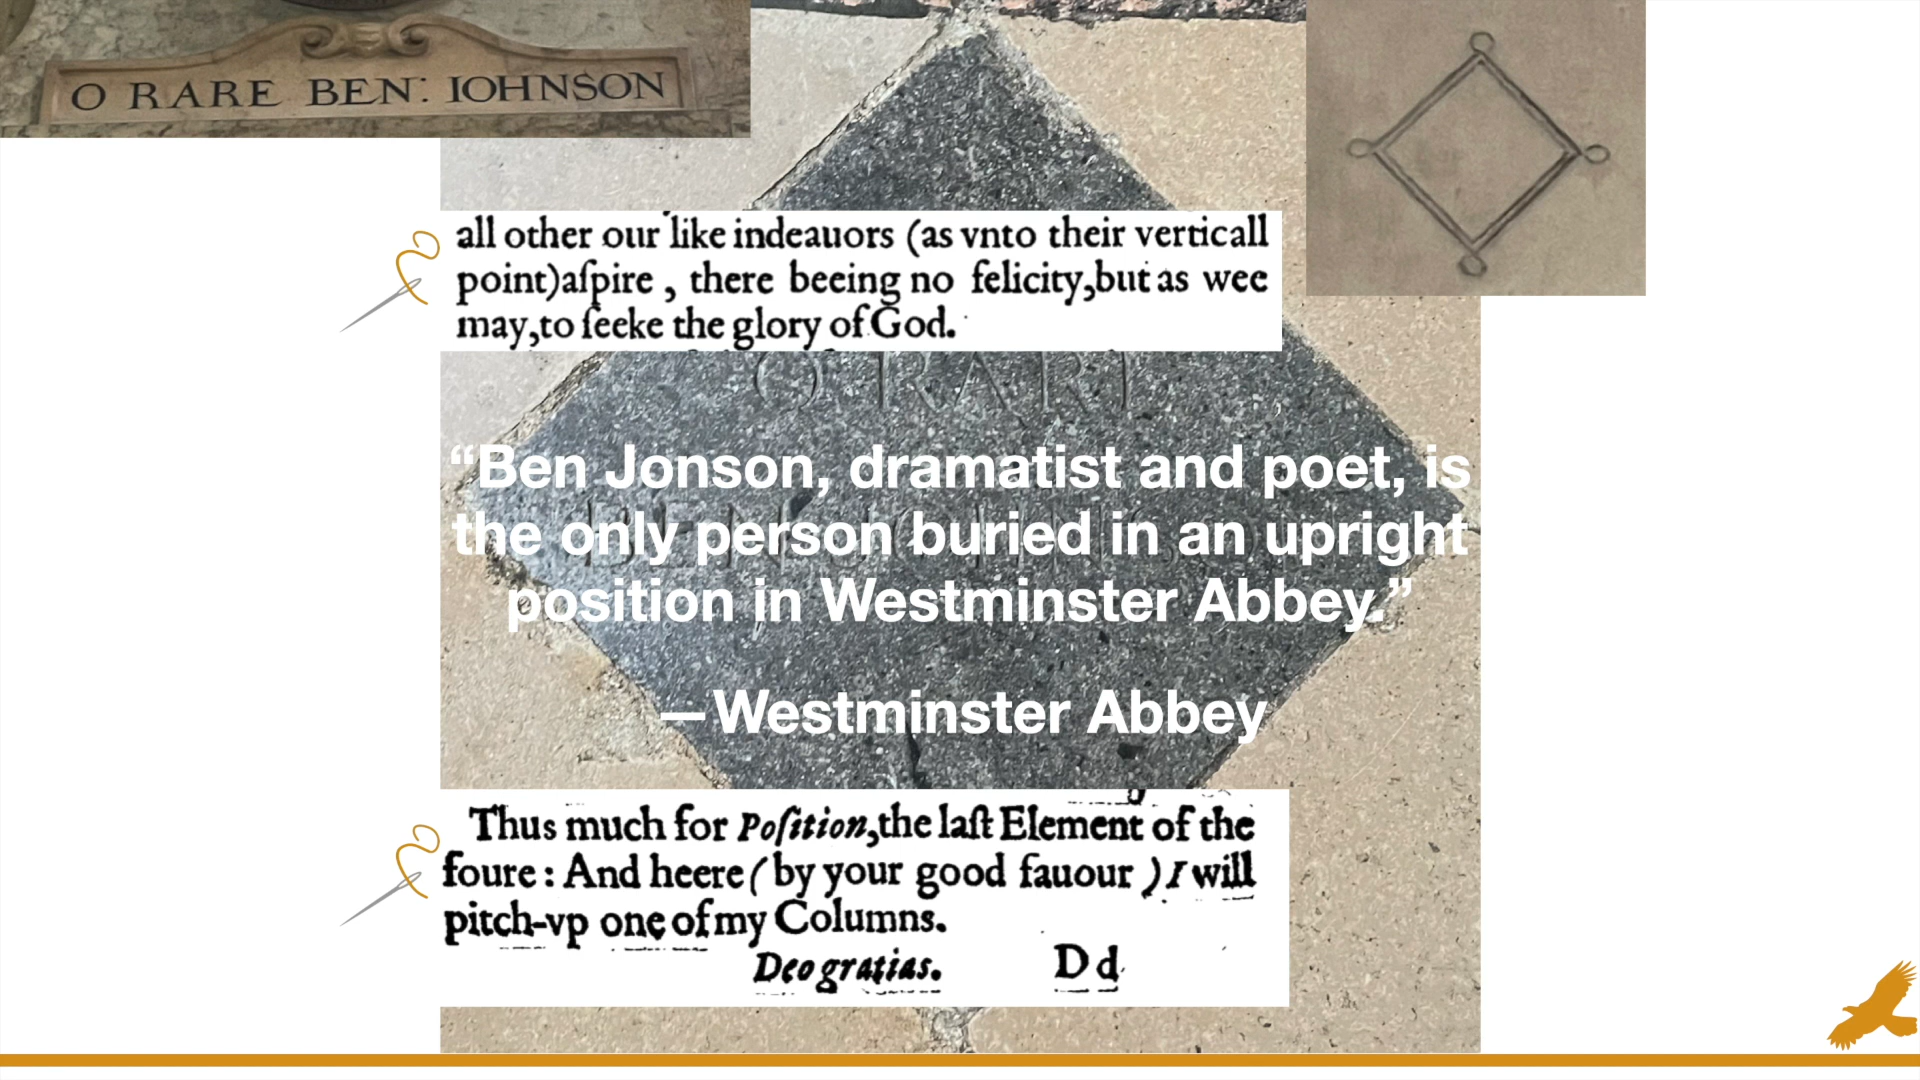 O RARE BEN: IOHNSON
all other our like indeauors (as vnto their verticall
point)aſpire , there beeing no felicity,but as wee
may,to ſeeke the glory of God.
O RAR
“Ben Jonson, dramatist and poet, is
the only person buried in an upright
position in Westminster Abbey.”
—Westminster Abbey
Thus much for Poſition,the laſt Element of the
foure : And heere ( by your good fauour ) I will
pitch-vp one of my Columns.
Deo gratias. D d